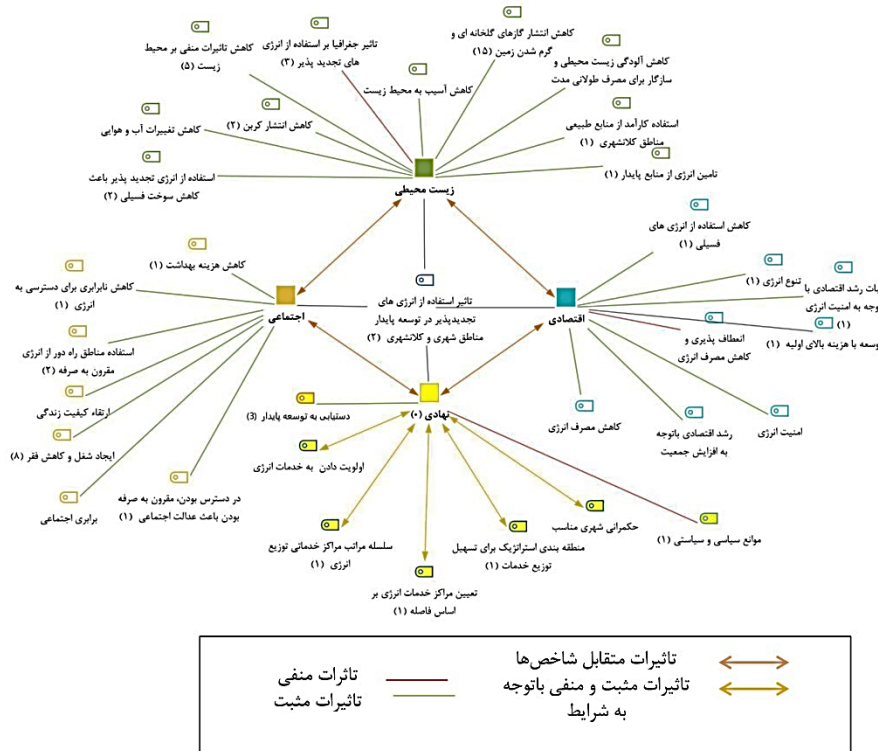 کاهش تاثیرات منفی بر محیط
زیست (۵)
تاثیر جغرافیا بر استفاده از انرژی
های تجدید پذیر (۳)
کاهش انتشار گازهای گلخانه ای و
گرم شدن زمین (۱۵)
کاهش آلودگی زیست محیطی و
سازگار برای مصرف طولانی مدت
کاهش آسیب به محیط زیست
کاهش تغییرات آب و هوایی
کاهش انتشار کربن (۲)
استفاده کارآمد از منابع طبیعی
مناطق کلانشهری (۱)
استفاده از انرژی تجدید پذیر باعث
کاهش سوخت فسیلی (۲)
تامین انرژی از منابع پایدار (۱)
زیست محیطی
کاهش استفاده از انرژی های
فسیلی (۱)
کاهش هزینه بهداشت (۱)
کاهش نابرابری برای دسترسی به
انرژی (۱)
تنوع انرژی (۱)
بات رشد اقتصادی با
وجه به امنیت انرژی
(۱)
وسعه با هزینه بالای اولیه (۱)
اجتماعی
تاثیر استفاده از انرژی های
تجدیدپذیر در توسعه پایدار
مناطق شهری و کلانشهری (۲)
اقتصادی
انعطاف پذیری و
کاهش مصرف انرژی
استفاده مناطق راه دور از انرژی
مقرون به صرفه (۲)
ارتقاء کیفیت زندگی
ایجاد شغل و کاهش فقر (۸)
برابری اجتماعی
در دسترس بودن، مقرون به صرفه
بودن باعث عدالت اجتماعی (۱)
دستیابی به توسعه پایدار (3)
نهادی (۰)
کاهش مصرف انرژی
رشد اقتصادی باتوجه
به افزایش جمعیت
امنیت انرژی
اولویت دادن به خدمات انرژی
سلسله مراتب مراکز خدماتی توزیع
انرژی (۱)
تعیین مراکز خدمات انرژی بر
اساس فاصله (۱)
منطقه بندی استراتژیک برای تسهیل
توزیع خدمات (۱)
حکمرانی شهری مناسب
موانع سیاسی و سیاستی (۱)
تاثیرات متقابل شاخص‌ها
تاثیرات مثبت و منفی باتوجه
به شرایط
تاثرات منفی
تاثیرات مثبت